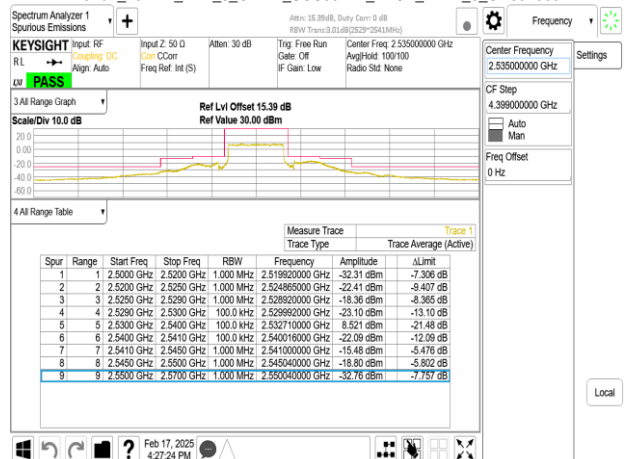 Spectrum Analyzer 1
Spurious Emissions
Attn: 15.39dB, Duty Corr: 0 dB
RBW Trans:3.01dB(2529~2541MHz)
Frequency
KEYSIGHT
RL
PASS
Input: RF
Coupling: DC
Align: Auto
Input Z: 50 Ω
Corr CCorr
Freq Ref: Int (S)
Atten: 30 dB
Trig: Free Run
Gate: Off
IF Gain: Low
Center Freq: 2.535000000 GHz
Avg|Hold: 100/100
Radio Std: None
Center Frequency
2.535000000 GHz
Settings
CF Step
4.399000000 GHz
Auto
Man
Freq Offset
0 Hz
3 All Range Graph
Scale/Div 10.0 dB
Ref Lvl Offset 15.39 dB
Ref Value 30.00 dBm
20.0
0.00
-20.0
-40.0
-60.0
4 All Range Table
Measure Trace Trace 1
Trace Type Trace Average (Active)
Spur Range Start Freq Stop Freq RBW Frequency Amplitude ΔLimit
1 1 2.5000 GHz 2.5200 GHz 1.000 MHz 2.519920000 GHz -32.31 dBm -7.306 dB
2 2 2.5200 GHz 2.5250 GHz 1.000 MHz 2.524865000 GHz -22.41 dBm -9.407 dB
3 3 2.5250 GHz 2.5290 GHz 1.000 MHz 2.528920000 GHz -18.36 dBm -8.365 dB
4 4 2.5290 GHz 2.5300 GHz 100.0 kHz 2.529992000 GHz -23.10 dBm -13.10 dB
5 5 2.5300 GHz 2.5400 GHz 100.0 kHz 2.532710000 GHz 8.521 dBm -21.48 dB
6 6 2.5400 GHz 2.5410 GHz 100.0 kHz 2.540016000 GHz -22.09 dBm -12.09 dB
7 7 2.5410 GHz 2.5450 GHz 1.000 MHz 2.541000000 GHz -15.48 dBm -5.476 dB
8 8 2.5450 GHz 2.5500 GHz 1.000 MHz 2.545040000 GHz -18.80 dBm -5.802 dB
9 9 2.5500 GHz 2.5700 GHz 1.000 MHz 2.550040000 GHz -32.76 dBm -7.757 dB
Local
Feb 17, 2025
4:27:24 PM